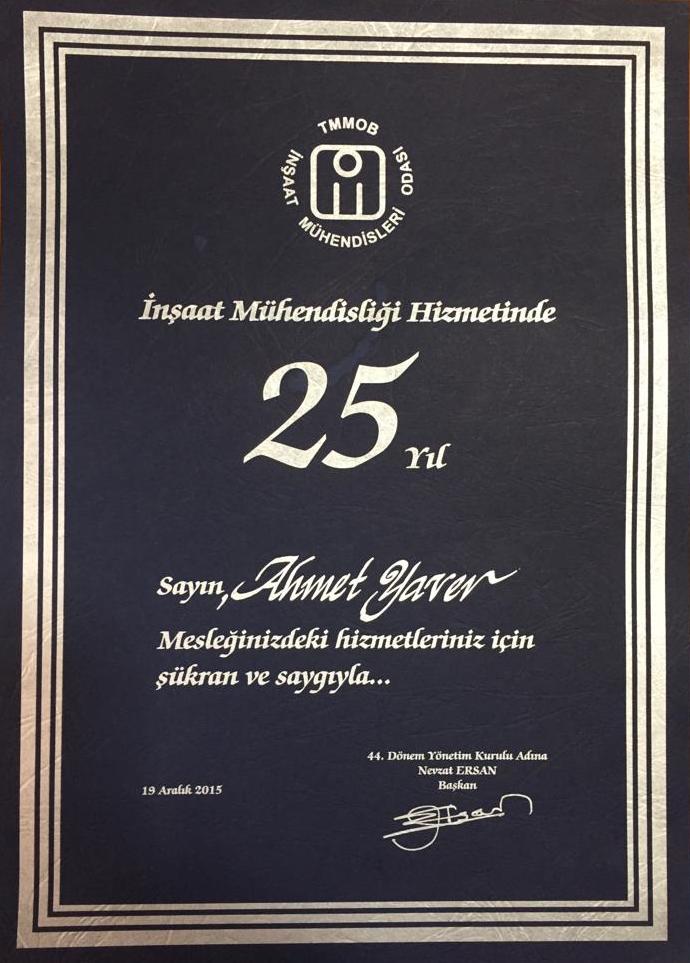 TMMOB
İNŞAAT MÜHENDİSLERİ ODASI
İnşaat Mühendisliği Hizmetinde
25 Yıl
Sayın, Ahmet Yaver
Mesleğinizdeki hizmetleriniz için
şükran ve saygıyla...
44. Dönem Yönetim Kurulu Adına
Nevzat ERSAN
Başkan
19 Aralık 2015